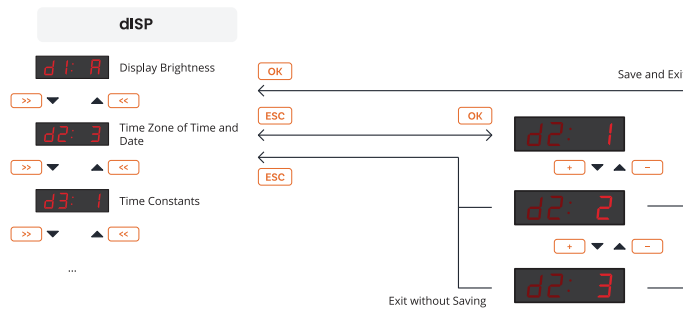 dISP
d1: A
Display Brightness
OK
Save and Exit
>>
<<
ESC
OK
d2: 3
Time Zone of Time and
Date
d2: 1
>>
<<
ESC
+
−
d3: 1
Time Constants
d2: 2
>>
<<
+
−
...
d2: 3
Exit without Saving